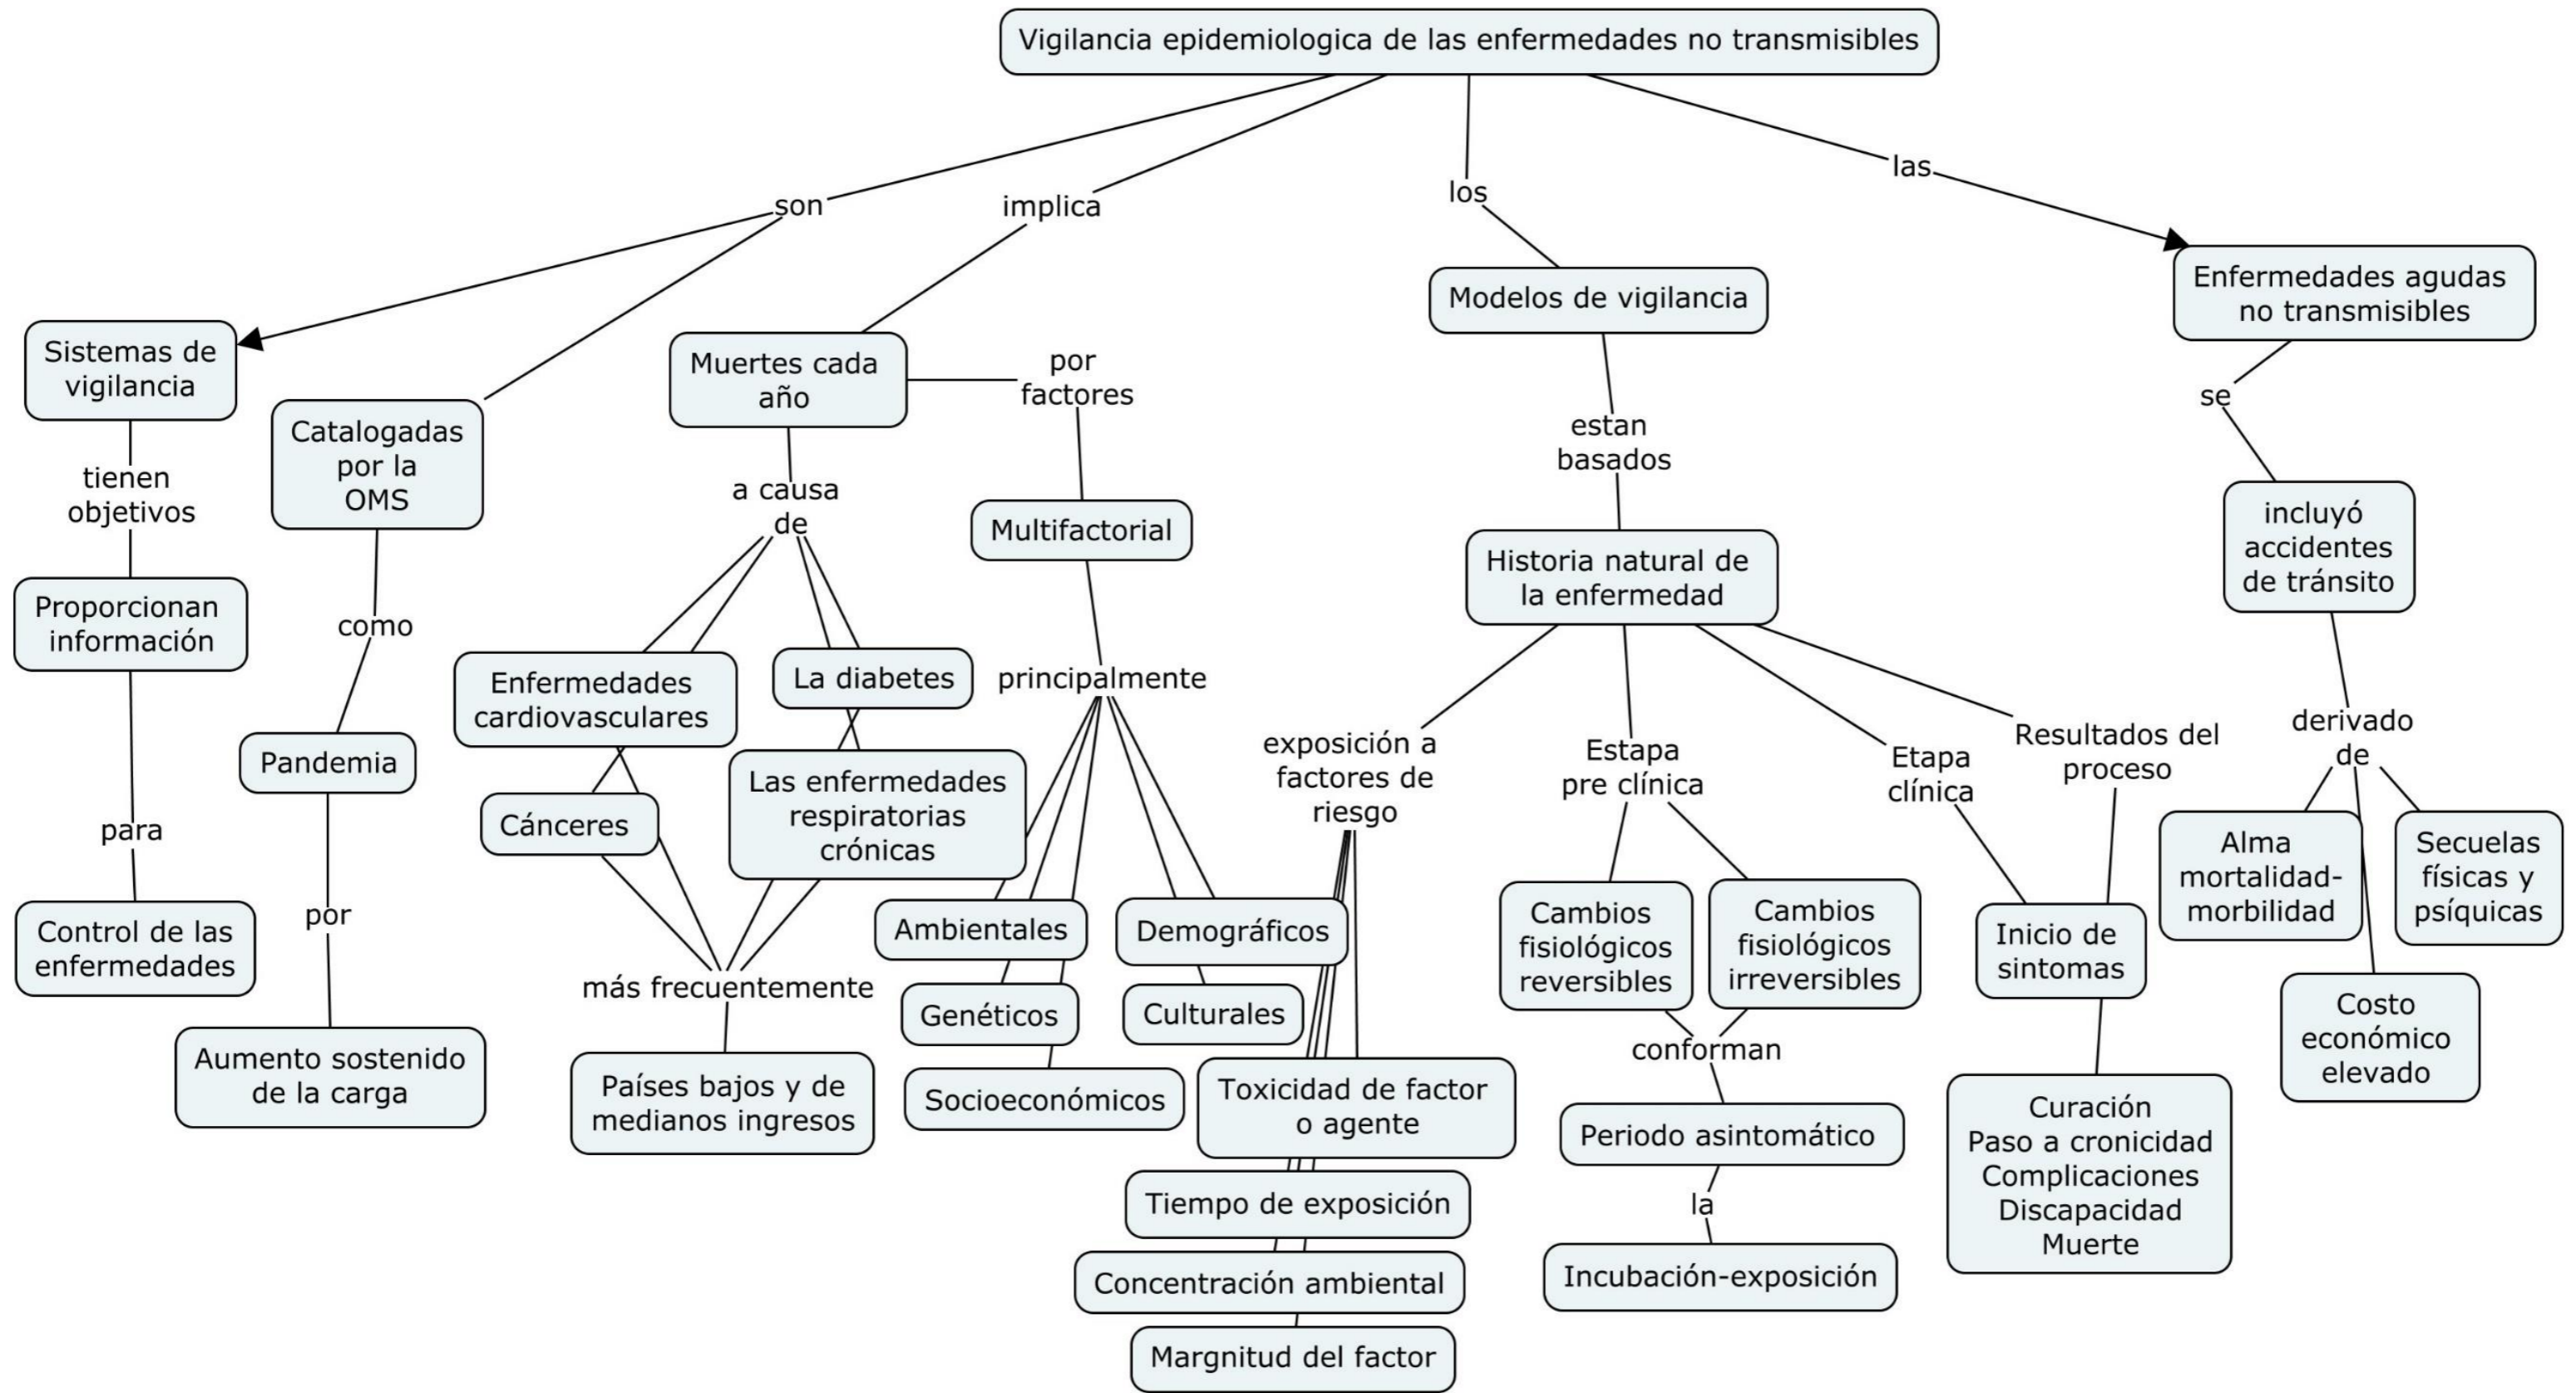 Vigilancia epidemiologica de las enfermedades no transmisibles
son
implica
los
las
Sistemas de
vigilancia
tienen
objetivos
Proporcionan
información
para
Control de las
enfermedades
Catalogadas
por la
OMS
como
Pandemia
por
Aumento sostenido
de la carga
Muertes cada
año
a causa
de
Enfermedades
cardiovasculares
La diabetes
Cánceres
Las enfermedades
respiratorias
crónicas
más frecuentemente
Países bajos y de
medianos ingresos
por
factores
Multifactorial
principalmente
Ambientales
Demográficos
Genéticos
Culturales
Socioeconómicos
Modelos de vigilancia
estan
basados
Historia natural de
la enfermedad
exposición a
factores de
riesgo
Toxicidad de factor
o agente
Tiempo de exposición
Concentración ambiental
Margnitud del factor
Estapa
pre clínica
Cambios
fisiológicos
reversibles
Cambios
fisiológicos
irreversibles
conforman
Periodo asintomático
la
Incubación-exposición
Etapa
clínica
Resultados del
proceso
Inicio de
sintomas
Curación
Paso a cronicidad
Complicaciones
Discapacidad
Muerte
Enfermedades agudas
no transmisibles
se
incluyó
accidentes
de tránsito
derivado
de
Alma
mortalidad-
morbilidad
Secuelas
físicas y
psíquicas
Costo
económico
elevado